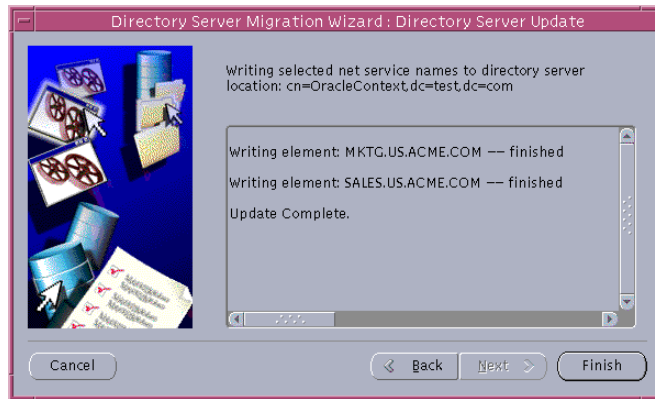 Directory Server Migration Wizard : Directory Server Update
Writing selected net service names to directory server
location: cn=OracleContext,dc=test,dc=com
Writing element: MKTG.US.ACME.COM -- finished
Writing element: SALES.US.ACME.COM -- finished
Update Complete.
Cancel
Back
Next
Finish